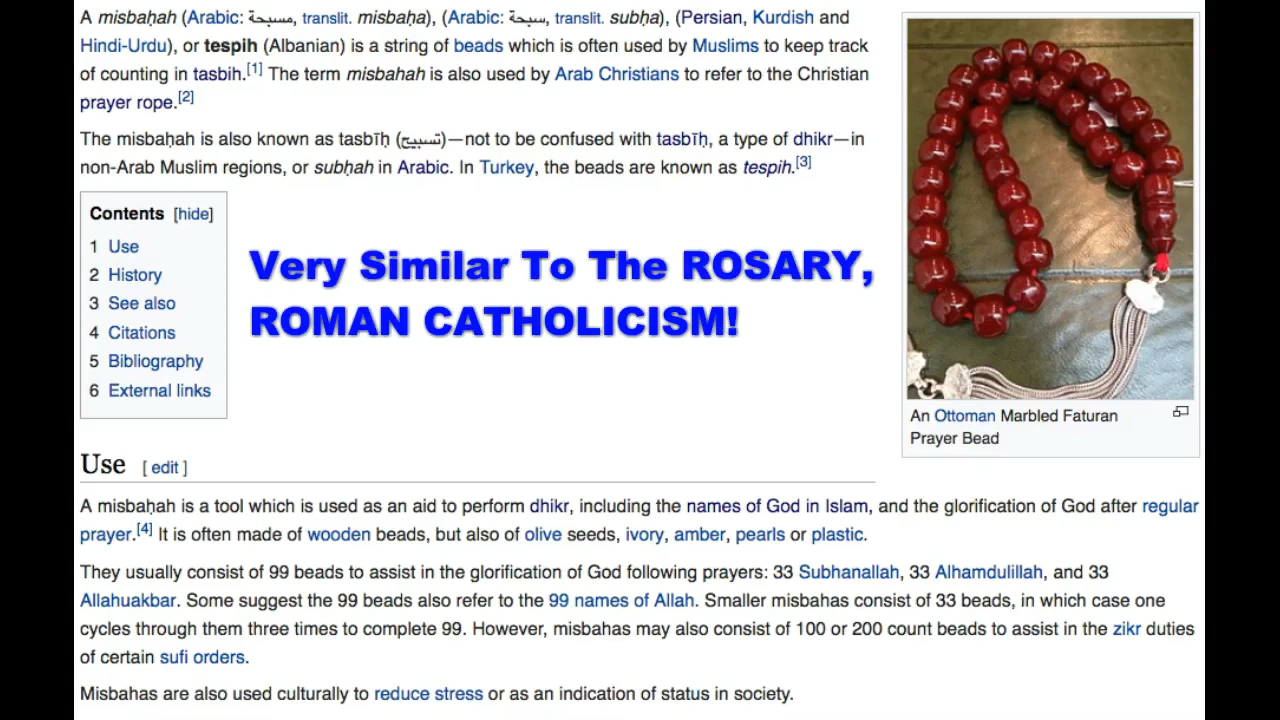 A misbaḥah (Arabic: مسبحة, translit. misbaḥa), (Arabic: سبحة, translit. subḥa), (Persian, Kurdish and
Hindi-Urdu), or tespih (Albanian) is a string of beads which is often used by Muslims to keep track
of counting in tasbih.[1] The term misbahah is also used by Arab Christians to refer to the Christian
prayer rope.[2]
The misbaḥah is also known as tasbīḥ (تسبيح)—not to be confused with tasbīḥ, a type of dhikr—in
non-Arab Muslim regions, or subḥah in Arabic. In Turkey, the beads are known as tespih.[3]
Contents [hide]
1 Use
2 History
3 See also
4 Citations
5 Bibliography
6 External links
Very Similar To The ROSARY,
ROMAN CATHOLICISM!
An Ottoman Marbled Faturan
Prayer Bead
Use [ edit ]
A misbaḥah is a tool which is used as an aid to perform dhikr, including the names of God in Islam, and the glorification of God after regular
prayer.[4] It is often made of wooden beads, but also of olive seeds, ivory, amber, pearls or plastic.
They usually consist of 99 beads to assist in the glorification of God following prayers: 33 Subhanallah, 33 Alhamdulillah, and 33
Allahuakbar. Some suggest the 99 beads also refer to the 99 names of Allah. Smaller misbahas consist of 33 beads, in which case one
cycles through them three times to complete 99. However, misbahas may also consist of 100 or 200 count beads to assist in the zikr duties
of certain sufi orders.
Misbahas are also used culturally to reduce stress or as an indication of status in society.